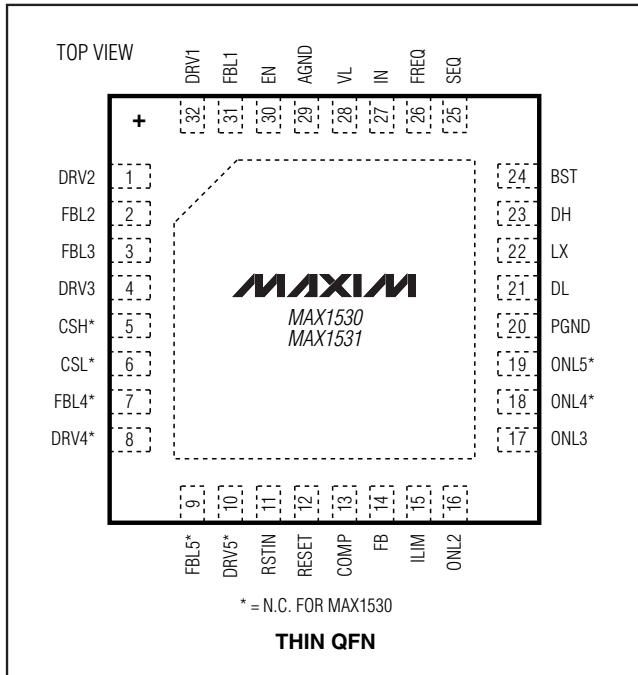 TOP VIEW
DRV1
FBL1
EN
AGND
VL
IN
FREQ
SEQ
+
32
31
30
29
28
27
26
25
DRV2 1
FBL2 2
FBL3 3
DRV3 4
CSH* 5
CSL* 6
FBL4* 7
DRV4* 8
MAXIM
MAX1530
MAX1531
24 BST
23 DH
22 LX
21 DL
20 PGND
19 ONL5*
18 ONL4*
17 ONL3
9
10
11
12
13
14
15
16
FBL5*
DRV5*
RSTIN
RESET
COMP
FB
ILIM
ONL2
* = N.C. FOR MAX1530
THIN QFN